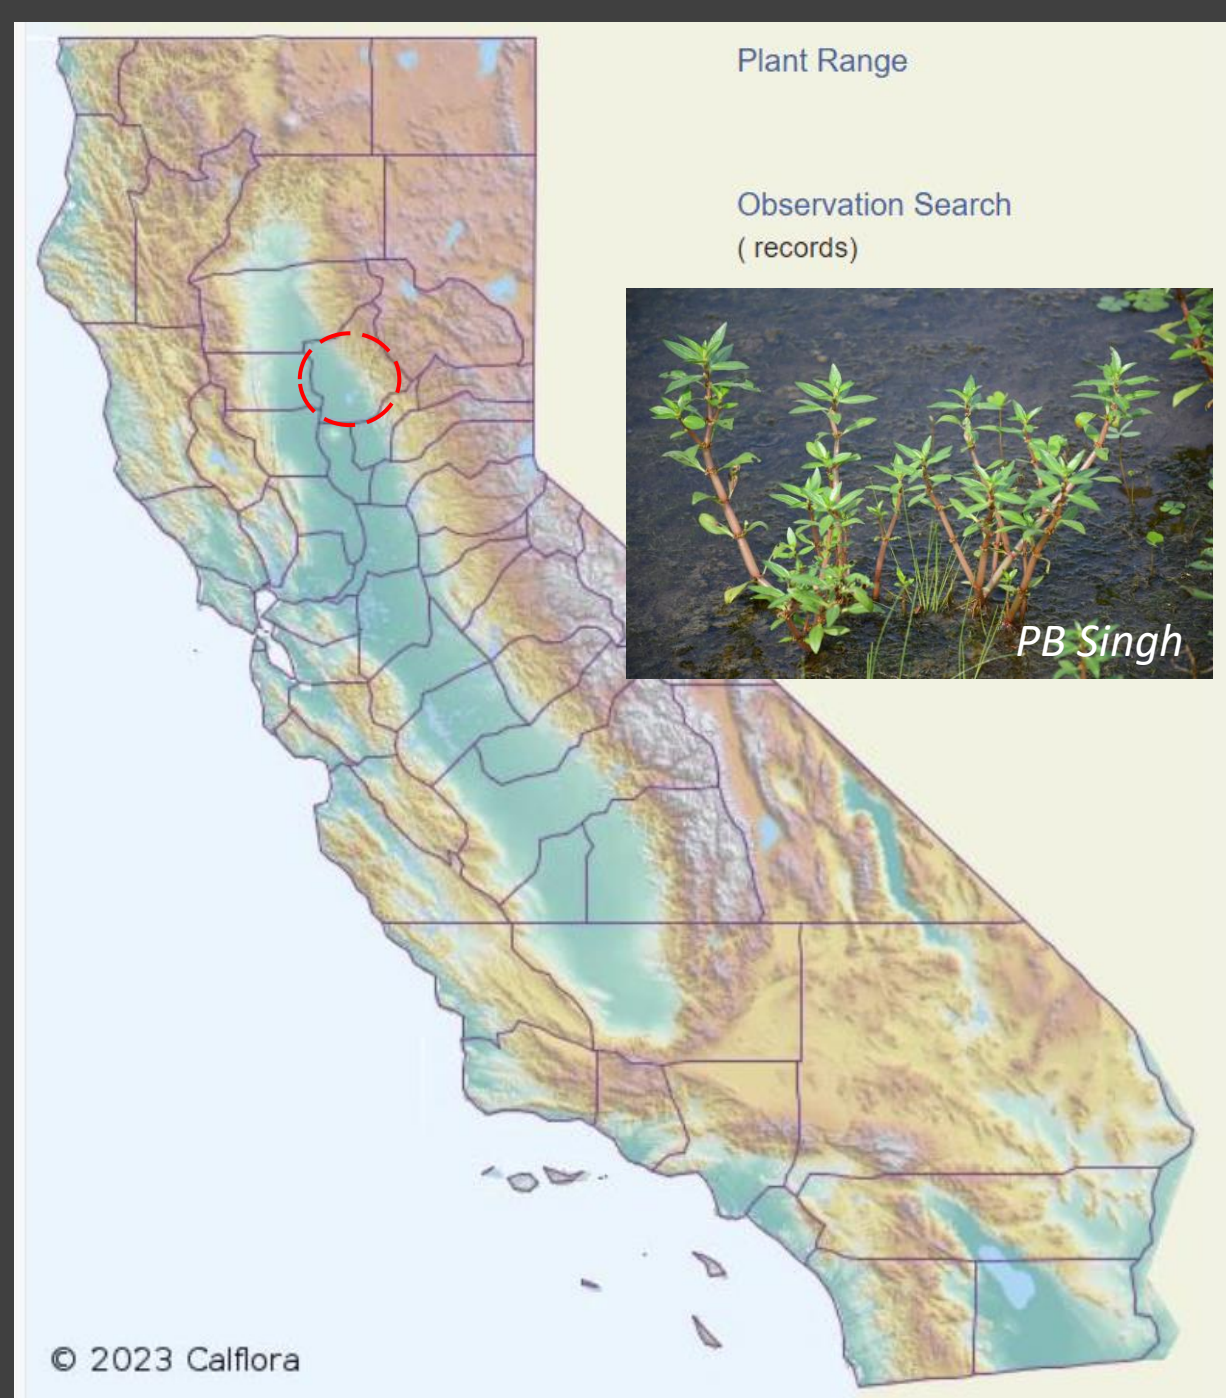 Plant Range
Observation Search
( records)
PB Singh
© 2023 Calflora